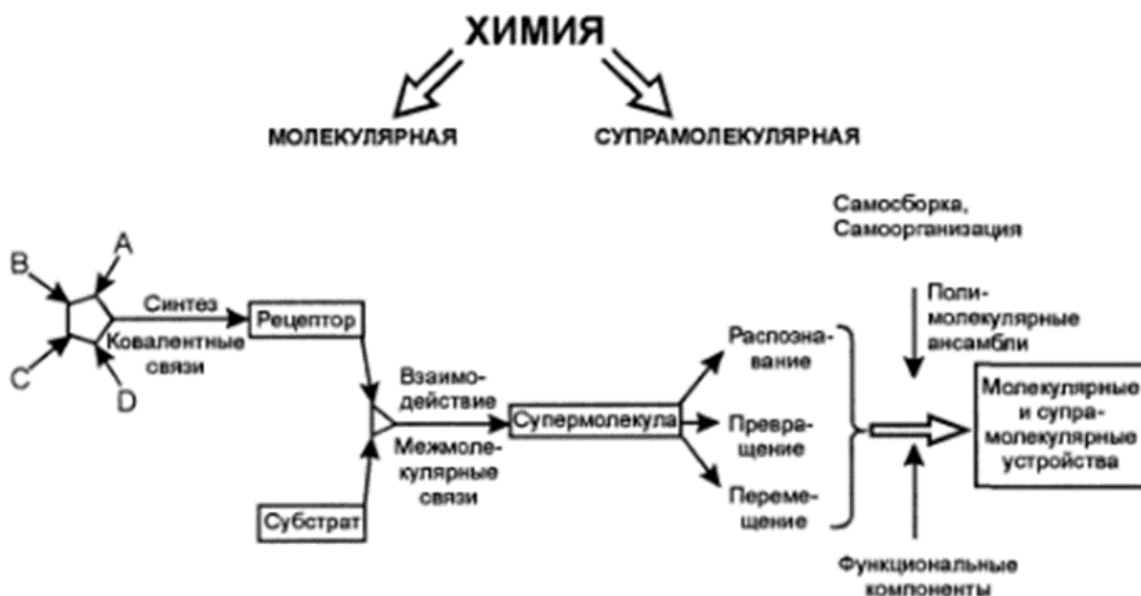 ХИМИЯ
МОЛЕКУЛЯРНАЯ
СУПРАМОЛЕКУЛЯРНАЯ
Самосборка,
Самоорганизация
A
B
C
D
Синтез
Ковалентные
связи
Рецептор
Субстрат
Взаимо-
действие
Межмоле-
кулярные
связи
Супермолекула
Распозна-
вание
Превра-
щение
Переме-
щение
Поли-
молекулярные
ансамбли
Молекулярные
и супра-
молекулярные
устройства
Функциональные
компоненты